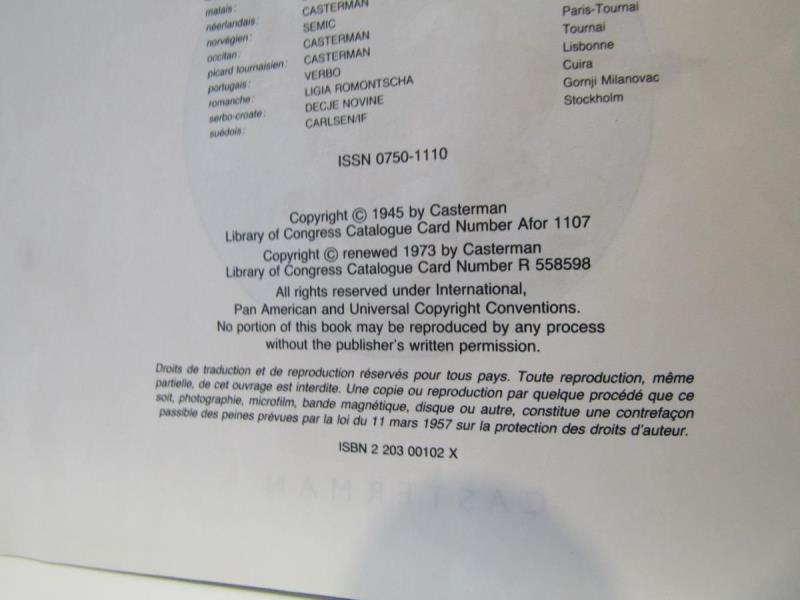 malais: CASTERMAN Paris-Tournai
néerlandais: SEMIC Tournai
norvégien: CASTERMAN Lisbonne
occitan: CASTERMAN Cuira
picard tournaisien: VERBO Gornji Milanovac
portugais: LIGIA ROMONTSCHA Stockholm
romanche: DECJE NOVINE
serbo-croate: CARLSEN/IF
suédois:
ISSN 0750-1110
Copyright © 1945 by Casterman
Library of Congress Catalogue Card Number Afor 1107
Copyright © renewed 1973 by Casterman
Library of Congress Catalogue Card Number R 558598
All rights reserved under International,
Pan American and Universal Copyright Conventions.
No portion of this book may be reproduced by any process
without the publisher's written permission.
Droits de traduction et de reproduction réservés pour tous pays. Toute reproduction, même
partielle, de cet ouvrage est interdite. Une copie ou reproduction par quelque procédé que ce
soit, photographie, microfilm, bande magnétique, disque ou autre, constitue une contrefaçon
passible des peines prévues par la loi du 11 mars 1957 sur la protection des droits d'auteur.
ISBN 2 203 00102 X
CASTERMAN